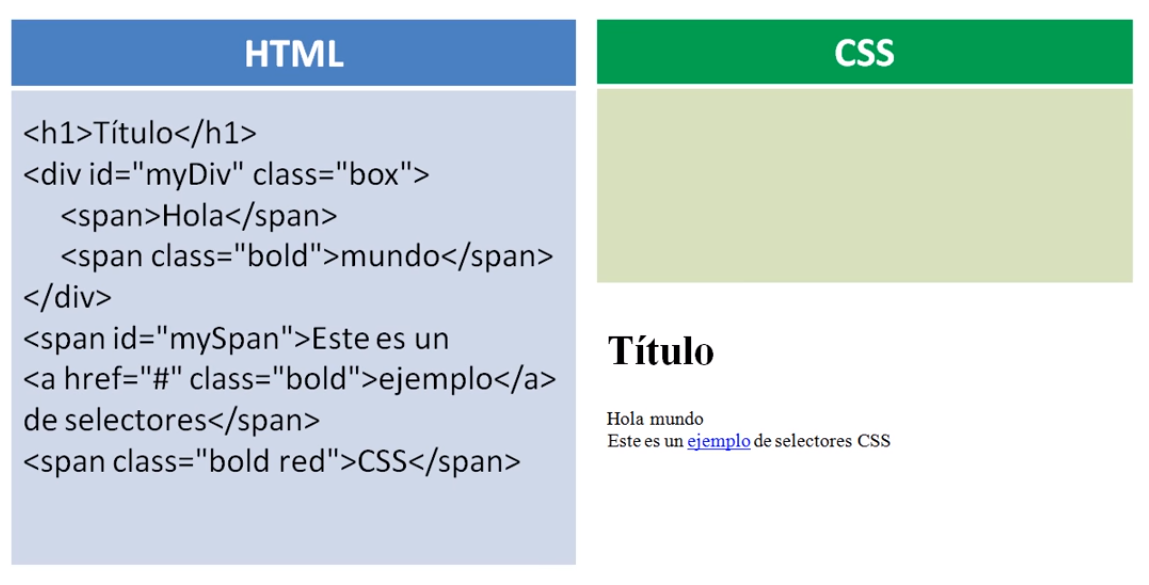 HTML
<h1>Título</h1>
<div id="myDiv" class="box">
<span>Hola</span>
<span class="bold">mundo</span>
</div>
<span id="mySpan">Este es un
<a href="#" class="bold">ejemplo</a>
de selectores</span>
<span class="bold red">CSS</span>
CSS
Título
Hola mundo
Este es un ejemplo de selectores CSS